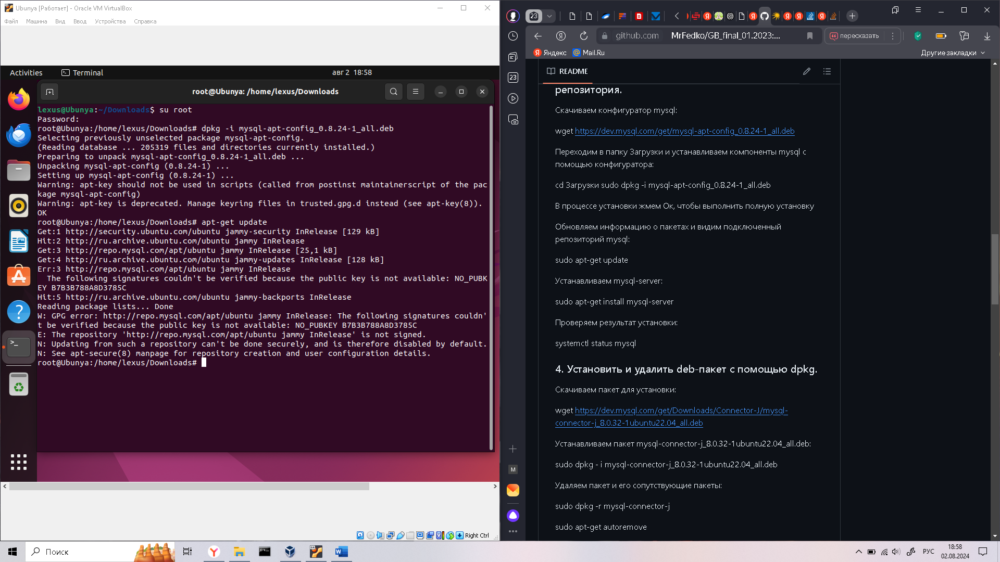 Ubunya [Работает] - Oracle VM VirtualBox
Файл Машина Вид Ввод Устройства Справка
Activities Terminal авг 2 18:58
root@Ubunya: /home/lexus/Downloads
lexus@Ubunya:~/Downloads$ su root
Password:
root@Ubunya:/home/lexus/Downloads# dpkg -i mysql-apt-config_0.8.24-1_all.deb
Selecting previously unselected package mysql-apt-config.
(Reading database ... 205319 files and directories currently installed.)
Preparing to unpack mysql-apt-config_0.8.24-1_all.deb ...
Unpacking mysql-apt-config (0.8.24-1) ...
Setting up mysql-apt-config (0.8.24-1) ...
Warning: apt-key should not be used in scripts (called from postinst maintainerscript of the pac
kage mysql-apt-config)
Warning: apt-key is deprecated. Manage keyring files in trusted.gpg.d instead (see apt-key(8)).
OK
root@Ubunya:/home/lexus/Downloads# apt-get update
Get:1 http://security.ubuntu.com/ubuntu jammy-security InRelease [129 kB]
Hit:2 http://ru.archive.ubuntu.com/ubuntu jammy InRelease
Get:3 http://repo.mysql.com/apt/ubuntu jammy InRelease [25,1 kB]
Get:4 http://ru.archive.ubuntu.com/ubuntu jammy-updates InRelease [128 kB]
Err:3 http://repo.mysql.com/apt/ubuntu jammy InRelease
The following signatures couldn't be verified because the public key is not available: NO_PUBK
EY B7B3B788A8D3785C
Hit:5 http://ru.archive.ubuntu.com/ubuntu jammy-backports InRelease
Reading package lists... Done
W: GPG error: http://repo.mysql.com/apt/ubuntu jammy InRelease: The following signatures couldn'
t be verified because the public key is not available: NO_PUBKEY B7B3B788A8D3785C
E: The repository 'http://repo.mysql.com/apt/ubuntu jammy InRelease' is not signed.
N: Updating from such a repository can't be done securely, and is therefore disabled by default.
N: See apt-secure(8) manpage for repository creation and user configuration details.
root@Ubunya:/home/lexus/Downloads#
Right Ctrl
23
github.com MrFedko/GB_final_01.2023:... пересказать
Яндекс Mail.Ru Другие закладки
23
M
README
репозитория.
Скачиваем конфигуратор mysql:
wget https://dev.mysql.com/get/mysql-apt-config_0.8.24-1_all.deb
Переходим в папку Загрузки и устанавливаем компоненты mysql с
помощью конфигуратора:
cd Загрузки sudo dpkg -i mysql-apt-config_0.8.24-1_all.deb
В процессе установки жмем Ок, чтобы выполнить полную установку
Обновляем информацию о пакетах и видим подключенный
репозиторий mysql:
sudo apt-get update
Устанавливаем mysql-server:
sudo apt-get install mysql-server
Проверяем результат установки:
systemctl status mysql
4. Установить и удалить deb-пакет с помощью dpkg.
Скачиваем пакет для установки:
wget https://dev.mysql.com/get/Downloads/Connector-J/mysql-
connector-j_8.0.32-1ubuntu22.04_all.deb
Устанавливаем пакет mysql-connector-j_8.0.32-1ubuntu22.04_all.deb:
sudo dpkg - i mysql-connector-j_8.0.32-1ubuntu22.04_all.deb
Удаляем пакет и его сопутствующие пакеты:
sudo dpkg -r mysql-connector-j
sudo apt-get autoremove
Поиск
РУС
18:58
02.08.2024